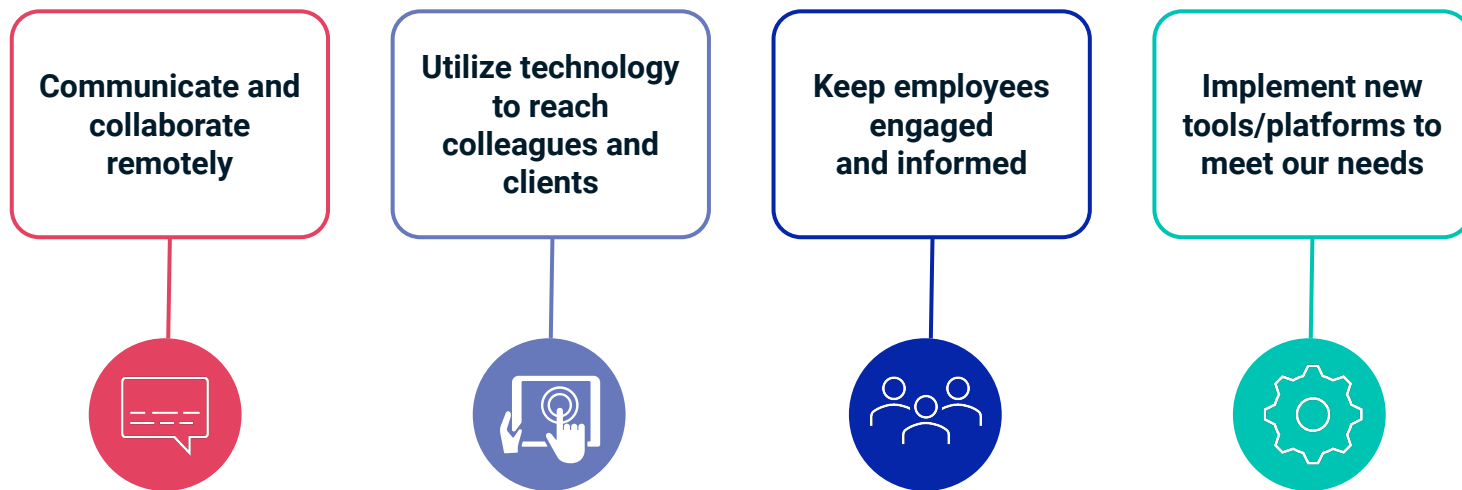 Communicate and
collaborate
remotely
Utilize technology
to reach
colleagues and
clients
Keep employees
engaged
and informed
Implement new
tools/platforms to
meet our needs